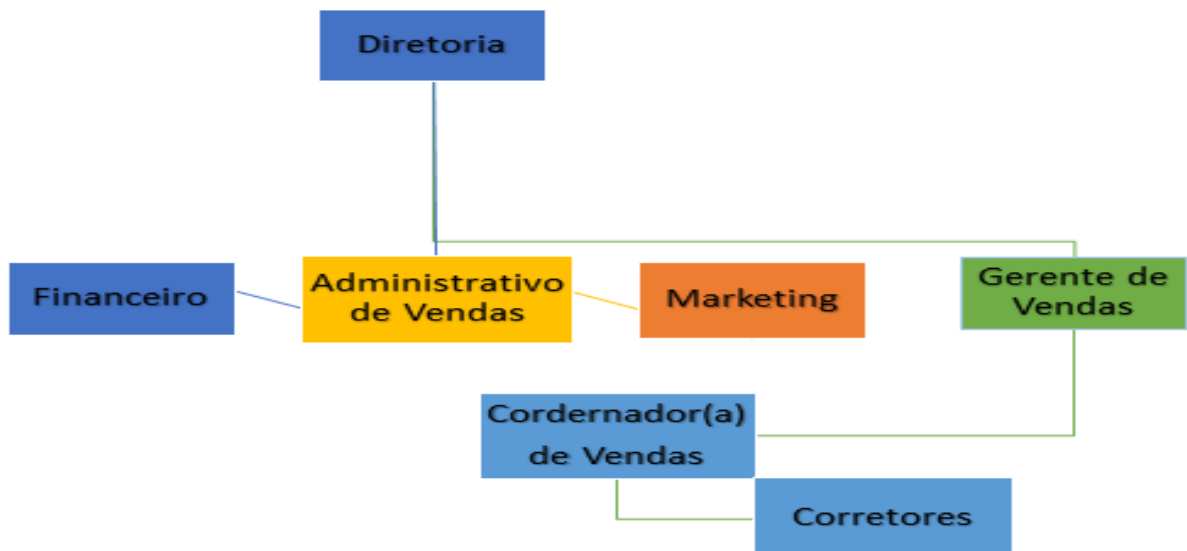 Diretoria
Financeiro
Administrativo
de Vendas
Marketing
Gerente de
Vendas
Cordernador(a)
de Vendas
Corretores